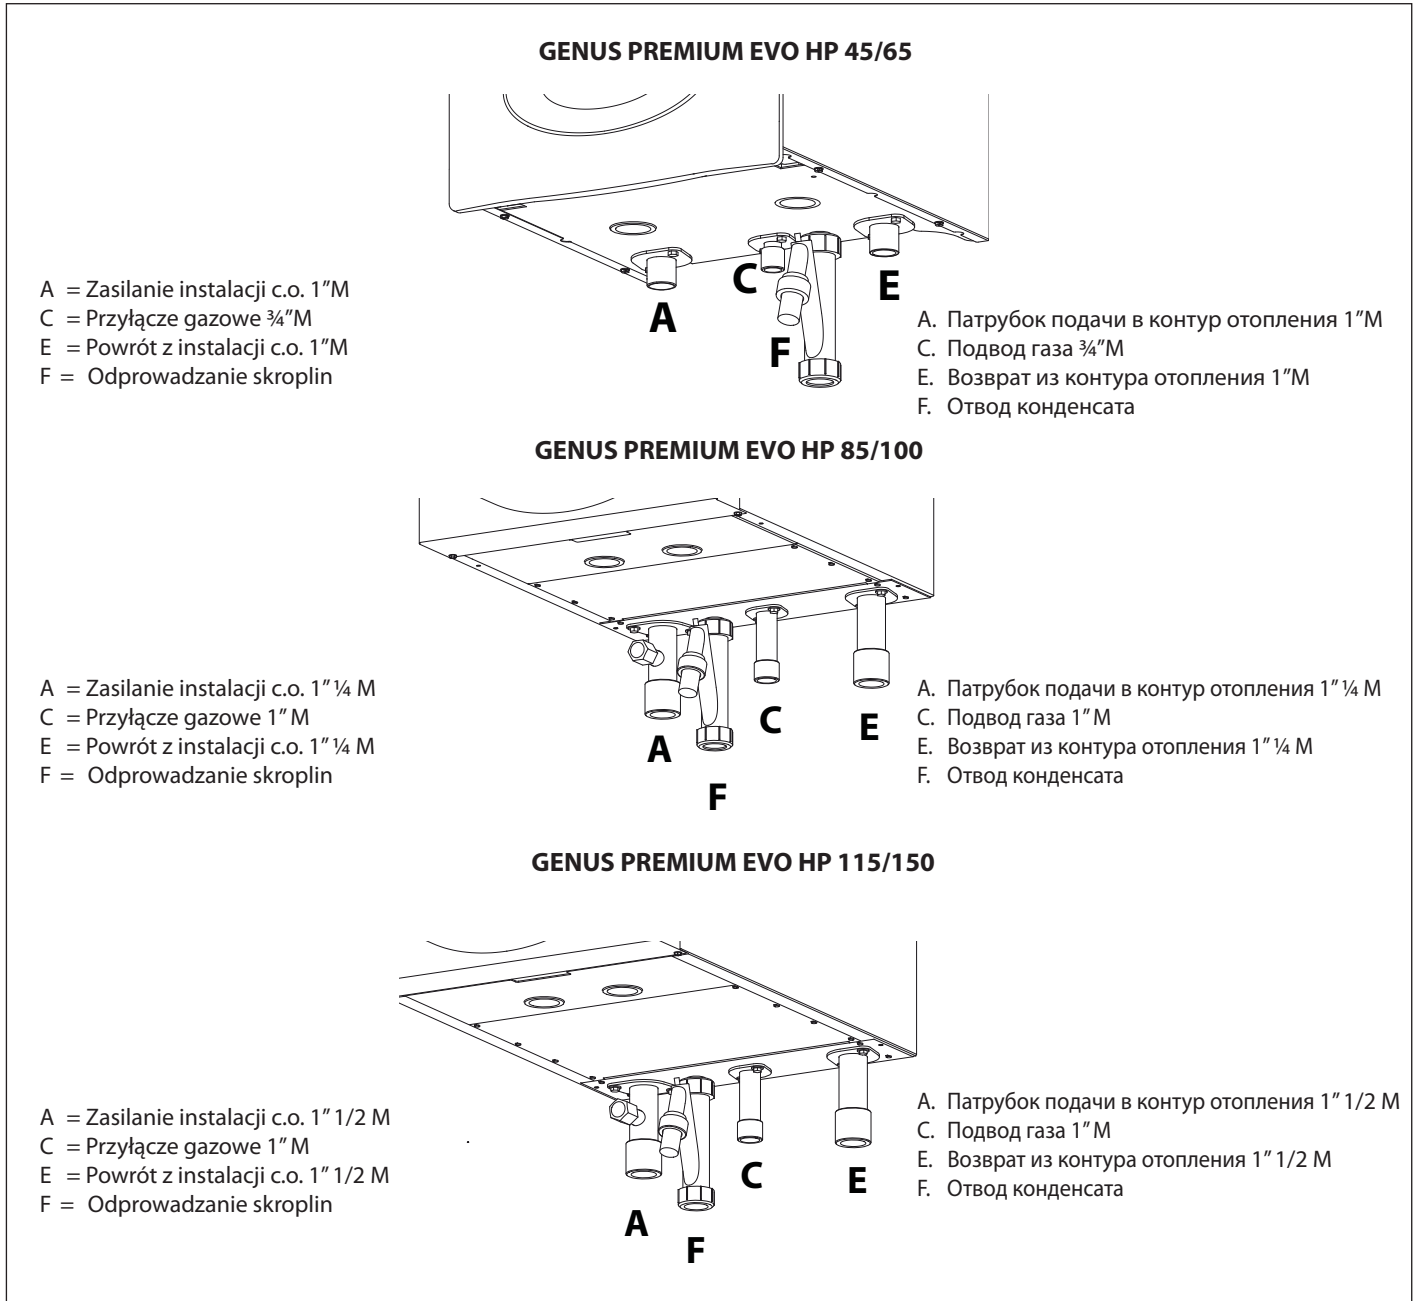 GENUS PREMIUM EVO HP 45/65
A = Zasilanie instalacji c.o. 1"M
C = Przyłącze gazowe ¾"M
E = Powrót z instalacji c.o. 1"M
F = Odprowadzanie skroplin
A
C
F
E
A. Патрубок подачи в контур отопления 1"M
C. Подвод газа ¾"M
E. Возврат из контура отопления 1"M
F. Отвод конденсата
GENUS PREMIUM EVO HP 85/100
A = Zasilanie instalacji c.o. 1" ¼ M
C = Przyłącze gazowe 1" M
E = Powrót z instalacji c.o. 1" ¼ M
F = Odprowadzanie skroplin
A
F
C
E
A. Патрубок подачи в контур отопления 1" ¼ M
C. Подвод газа 1" M
E. Возврат из контура отопления 1" ¼ M
F. Отвод конденсата
GENUS PREMIUM EVO HP 115/150
A = Zasilanie instalacji c.o. 1" 1/2 M
C = Przyłącze gazowe 1" M
E = Powrót z instalacji c.o. 1" 1/2 M
F = Odprowadzanie skroplin
A
F
C
E
A. Патрубок подачи в контур отопления 1" 1/2 M
C. Подвод газа 1" M
E. Возврат из контура отопления 1" 1/2 M
F. Отвод конденсата